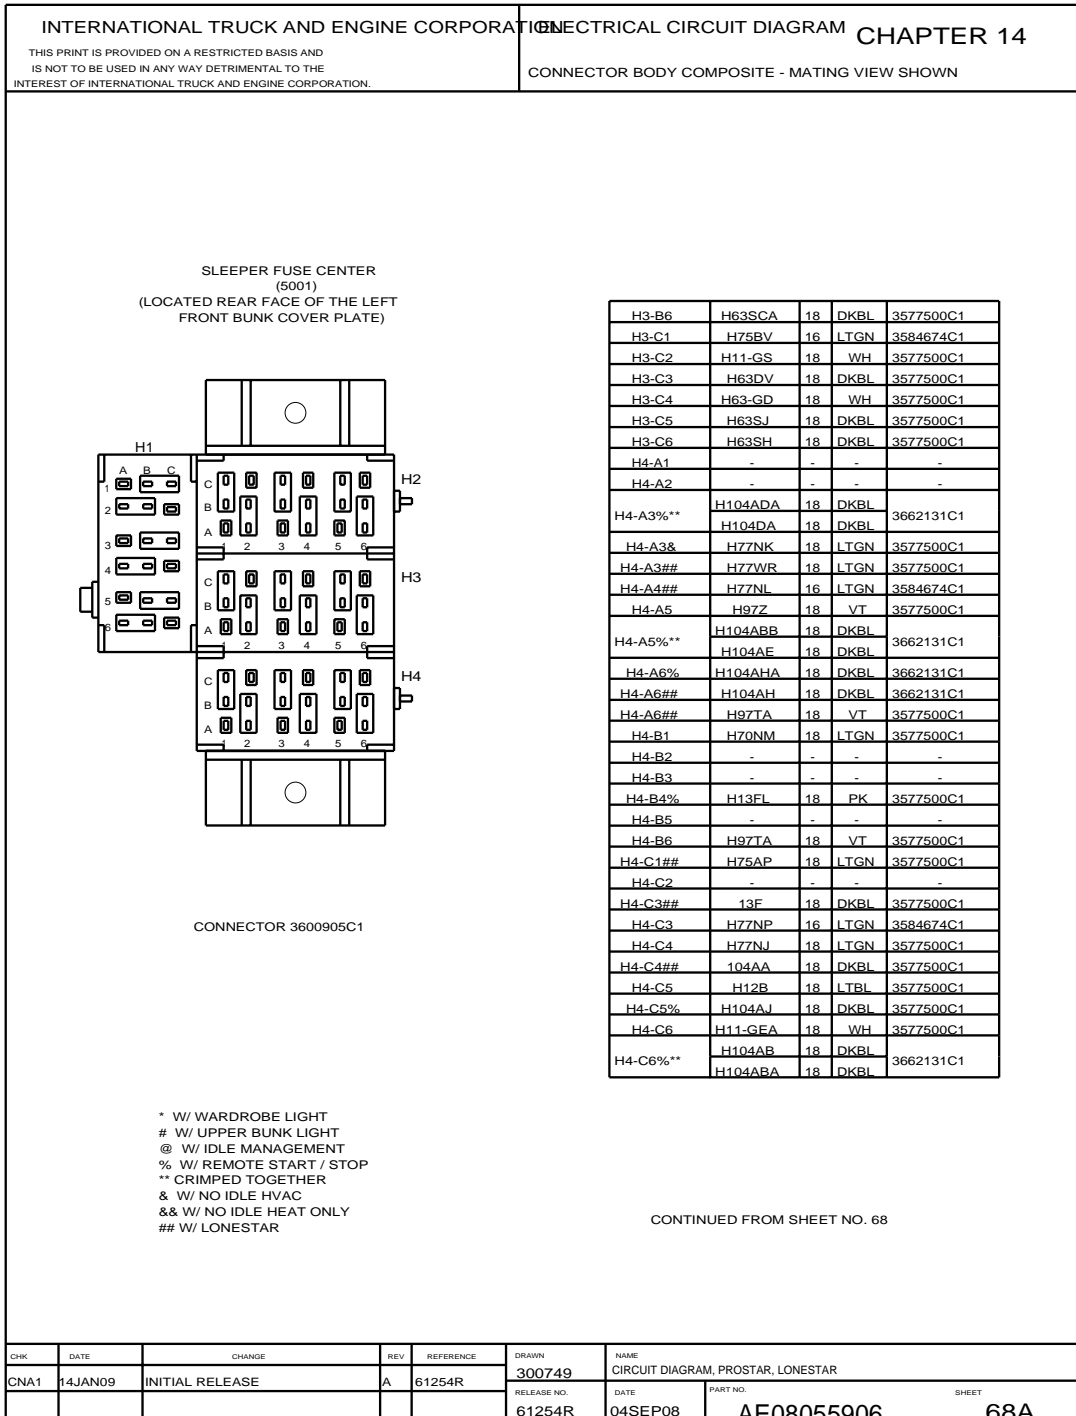 INTERNATIONAL TRUCK AND ENGINE CORPORATION
THIS PRINT IS PROVIDED ON A RESTRICTED BASIS AND
IS NOT TO BE USED IN ANY WAY DETRIMENTAL TO THE
INTEREST OF INTERNATIONAL TRUCK AND ENGINE CORPORATION.
ELECTRICAL CIRCUIT DIAGRAM CHAPTER 14
CONNECTOR BODY COMPOSITE - MATING VIEW SHOWN
SLEEPER FUSE CENTER
(5001)
(LOCATED REAR FACE OF THE LEFT
FRONT BUNK COVER PLATE)
H1
A B C
1
2
3
4
5
6
H2
C
B
A
1 2 3 4 5 6
H3
C
B
A
1 2 3 4 5 6
H4
C
B
A
1 2 3 4 5 6
CONNECTOR 3600905C1
H3-B6 H63SCA 18 DKBL 3577500C1
H3-C1 H75BV 16 LTGN 3584674C1
H3-C2 H11-GS 18 WH 3577500C1
H3-C3 H63DV 18 DKBL 3577500C1
H3-C4 H63-GD 18 WH 3577500C1
H3-C5 H63SJ 18 DKBL 3577500C1
H3-C6 H63SH 18 DKBL 3577500C1
H4-A1 - - - -
H4-A2 - - - -
H4-A3%** H104ADA 18 DKBL 3662131C1
H104DA 18 DKBL
H4-A3& H77NK 18 LTGN 3577500C1
H4-A3## H77WR 18 LTGN 3577500C1
H4-A4## H77NL 16 LTGN 3584674C1
H4-A5 H97Z 18 VT 3577500C1
H4-A5%** H104ABB 18 DKBL 3662131C1
H104AE 18 DKBL
H4-A6% H104AHA 18 DKBL 3662131C1
H4-A6## H104AH 18 DKBL 3662131C1
H4-A6## H97TA 18 VT 3577500C1
H4-B1 H70NM 18 LTGN 3577500C1
H4-B2 - - - -
H4-B3 - - - -
H4-B4% H13FL 18 PK 3577500C1
H4-B5 - - - -
H4-B6 H97TA 18 VT 3577500C1
H4-C1## H75AP 18 LTGN 3577500C1
H4-C2 - - - -
H4-C3## 13F 18 DKBL 3577500C1
H4-C3 H77NP 16 LTGN 3584674C1
H4-C4 H77NJ 18 LTGN 3577500C1
H4-C4## 104AA 18 DKBL 3577500C1
H4-C5 H12B 18 LTBL 3577500C1
H4-C5% H104AJ 18 DKBL 3577500C1
H4-C6 H11-GEA 18 WH 3577500C1
H4-C6%** H104AB 18 DKBL 3662131C1
H104ABA 18 DKBL
* W/ WARDROBE LIGHT
# W/ UPPER BUNK LIGHT
@ W/ IDLE MANAGEMENT
% W/ REMOTE START / STOP
** CRIMPED TOGETHER
& W/ NO IDLE HVAC
&& W/ NO IDLE HEAT ONLY
## W/ LONESTAR
CONTINUED FROM SHEET NO. 68
CHK DATE CHANGE REV REFERENCE
CNA1 14JAN09 INITIAL RELEASE A 61254R
DRAWN
300749
NAME
CIRCUIT DIAGRAM, PROSTAR, LONESTAR
RELEASE NO.
61254R
DATE
04SEP08
PART NO.
AE08055906
SHEET
68A